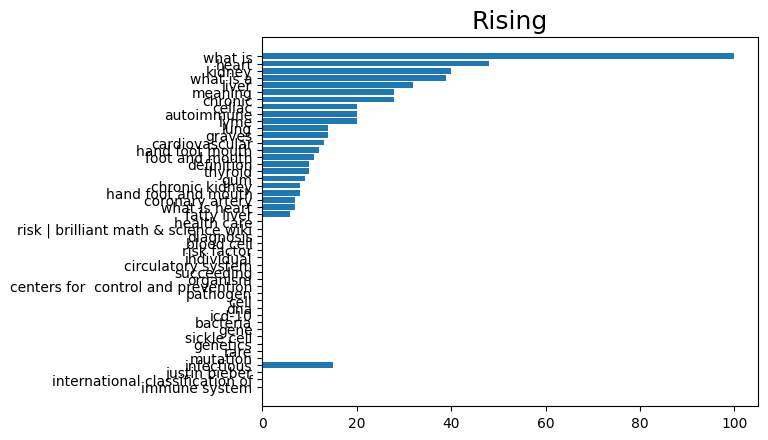 Rising
what is
heart
kidney
what is a
liver
meaning
chronic
celiac
autoimmune
lyme
lung
graves
cardiovascular
hand foot mouth
foot and mouth
definition
thyroid
gum
chronic kidney
hand foot and mouth
coronary artery
what is heart
fatty liver
health care
risk | brilliant math & science wiki
diagnosis
blood cell
risk factor
individual
circulatory system
succeeding
organism
centers for  control and prevention
pathogen
cell
dna
icd-10
bacteria
gene
sickle cell
genetics
rare
mutation
infectious
justin bieber
international classification of
immune system
0 20 40 60 80 100